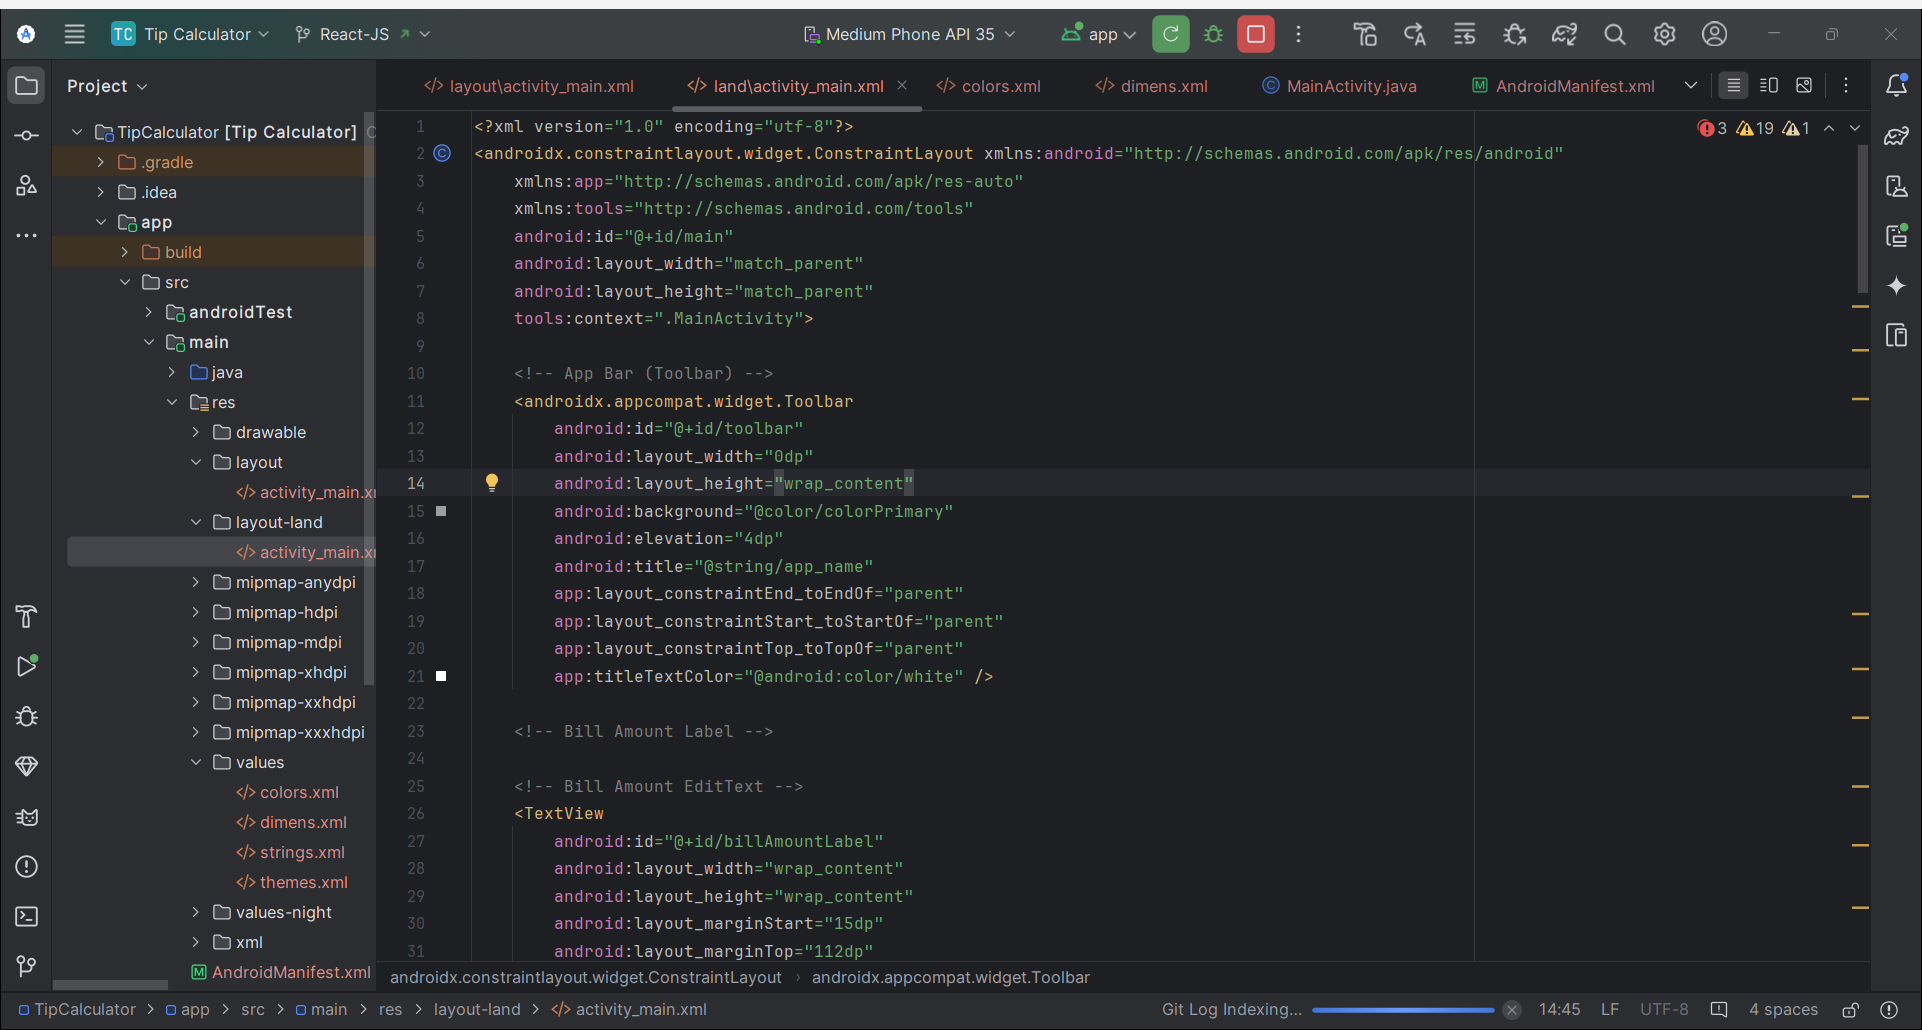 TC Tip Calculator React-JS Medium Phone API 35 app
Project
layout\activity_main.xml land\activity_main.xml colors.xml dimens.xml MainActivity.java AndroidManifest.xml
TipCalculator [Tip Calculator]
.gradle
.idea
app
build
src
androidTest
main
java
res
drawable
layout
activity_main.x
layout-land
activity_main.x
mipmap-anydpi
mipmap-hdpi
mipmap-mdpi
mipmap-xhdpi
mipmap-xxhdpi
mipmap-xxxhdpi
values
colors.xml
dimens.xml
strings.xml
themes.xml
values-night
xml
AndroidManifest.xml
3 19 1
1 <?xml version="1.0" encoding="utf-8"?>
2 <androidx.constraintlayout.widget.ConstraintLayout xmlns:android="http://schemas.android.com/apk/res/android"
3 xmlns:app="http://schemas.android.com/apk/res-auto"
4 xmlns:tools="http://schemas.android.com/tools"
5 android:id="@+id/main"
6 android:layout_width="match_parent"
7 android:layout_height="match_parent"
8 tools:context=".MainActivity">
9
10 <!-- App Bar (Toolbar) -->
11 <androidx.appcompat.widget.Toolbar
12 android:id="@+id/toolbar"
13 android:layout_width="0dp"
14 android:layout_height="wrap_content"
15 android:background="@color/colorPrimary"
16 android:elevation="4dp"
17 android:title="@string/app_name"
18 app:layout_constraintEnd_toEndOf="parent"
19 app:layout_constraintStart_toStartOf="parent"
20 app:layout_constraintTop_toTopOf="parent"
21 app:titleTextColor="@android:color/white" />
22
23 <!-- Bill Amount Label -->
24
25 <!-- Bill Amount EditText -->
26 <TextView
27 android:id="@+id/billAmountLabel"
28 android:layout_width="wrap_content"
29 android:layout_height="wrap_content"
30 android:layout_marginStart="15dp"
31 android:layout_marginTop="112dp"
androidx.constraintlayout.widget.ConstraintLayout › androidx.appcompat.widget.Toolbar
TipCalculator > app > src > main > res > layout-land > activity_main.xml Git Log Indexing... 14:45 LF UTF-8 4 spaces